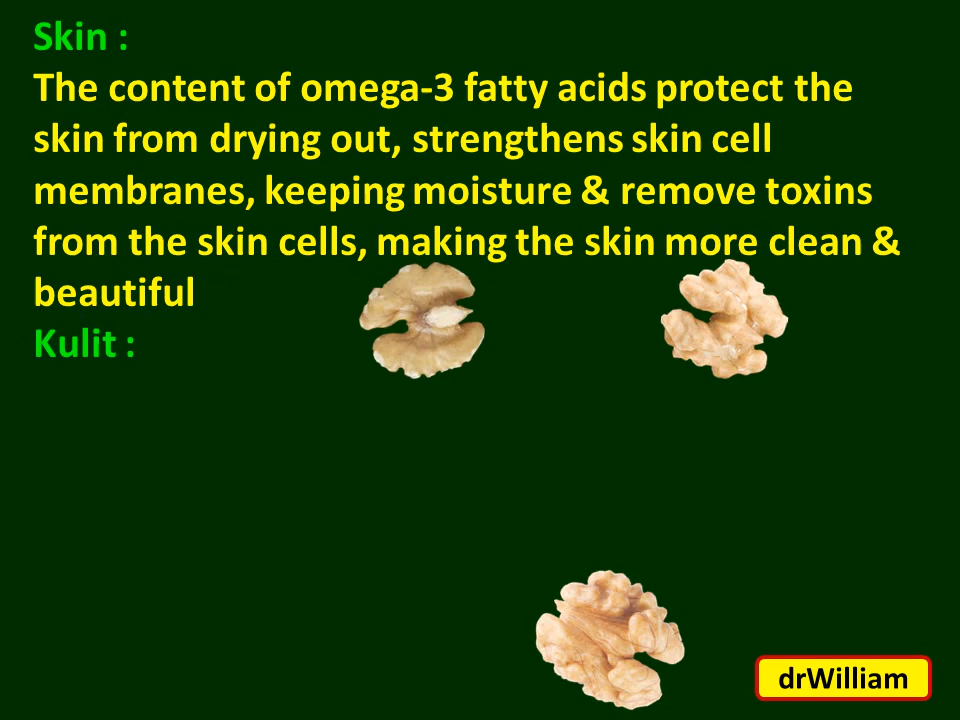 Skin :
The content of omega-3 fatty acids protect the
skin from drying out, strengthens skin cell
membranes, keeping moisture & remove toxins
from the skin cells, making the skin more clean &
beautiful
Kulit :
drWilliam